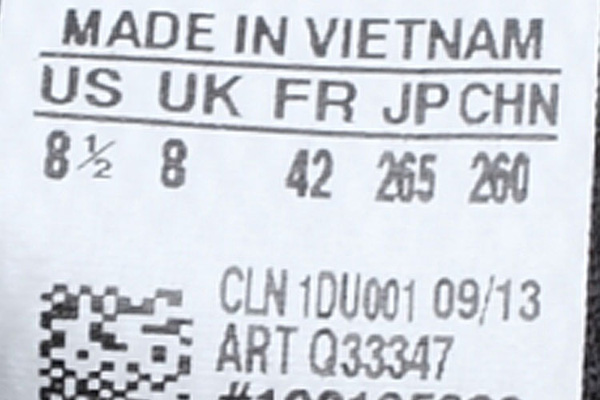 MADE IN VIETNAM
US UK FR JP CHN
8½ 8 42 265 260
CLN 1DU001 09/13
ART Q33347